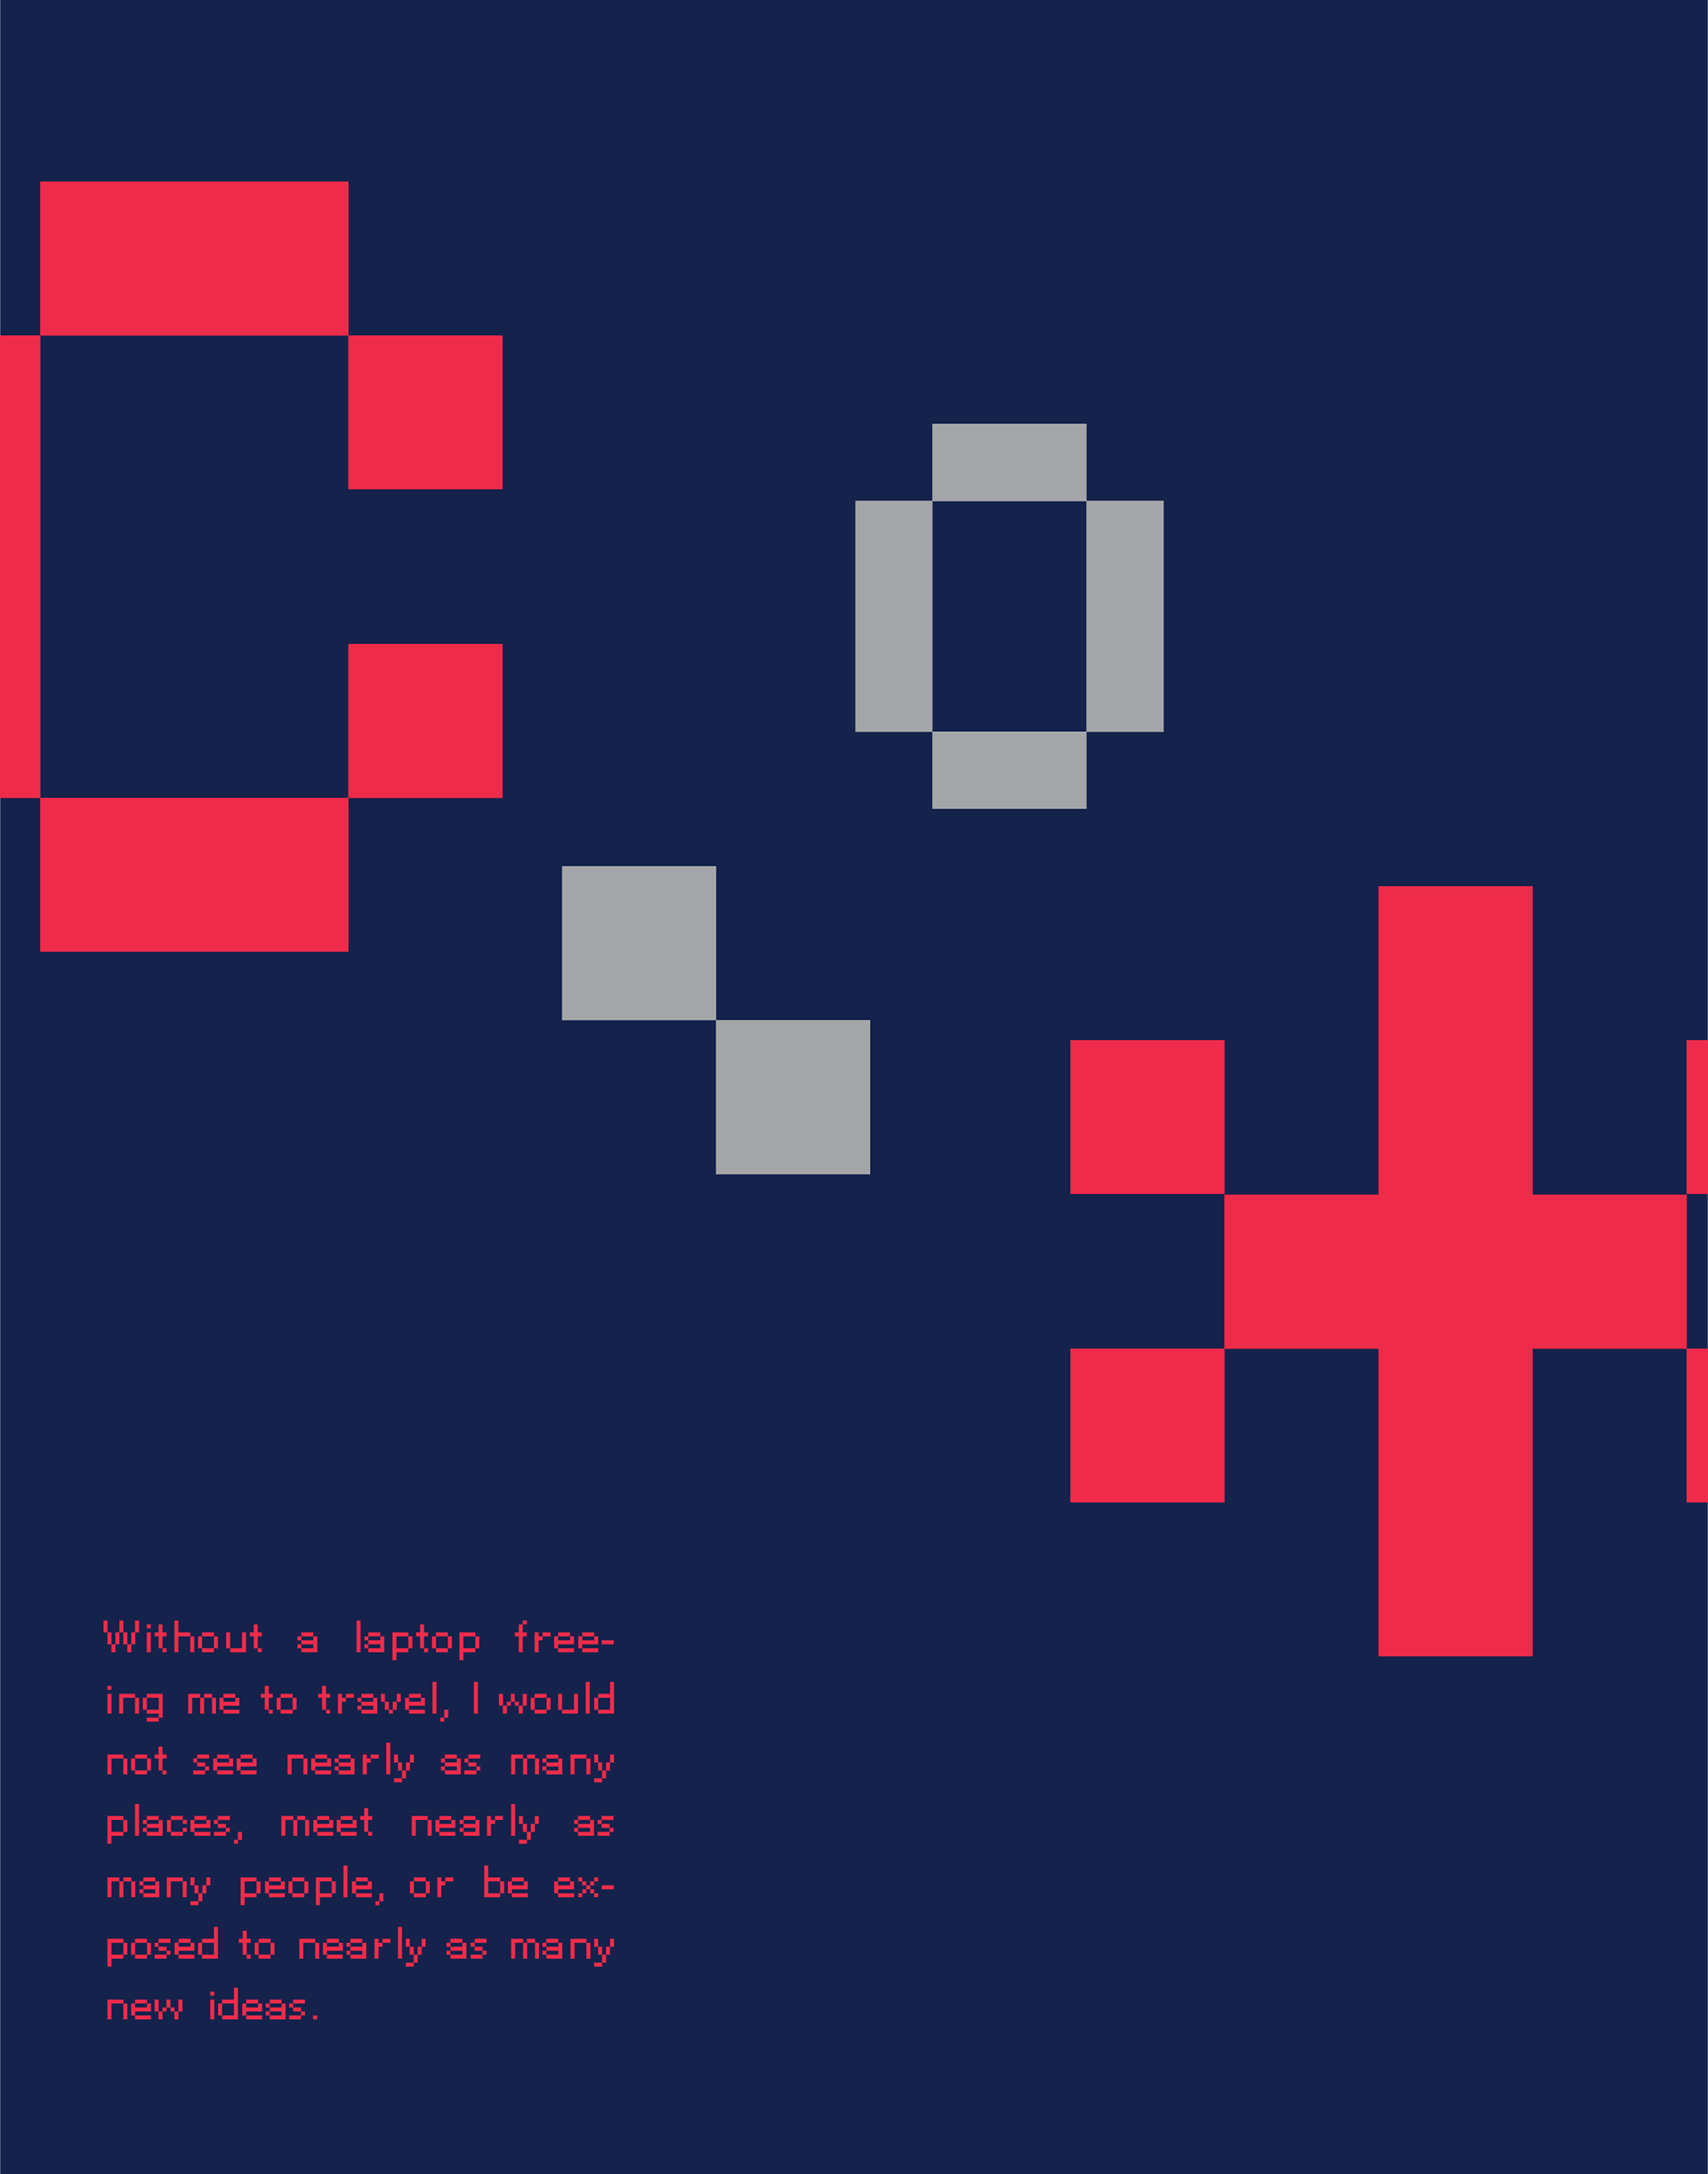 C
0
`
*
Without a laptop free-
ing me to travel, I would
not see nearly as many
places, meet nearly as
many people, or be ex-
posed to nearly as many
new ideas.